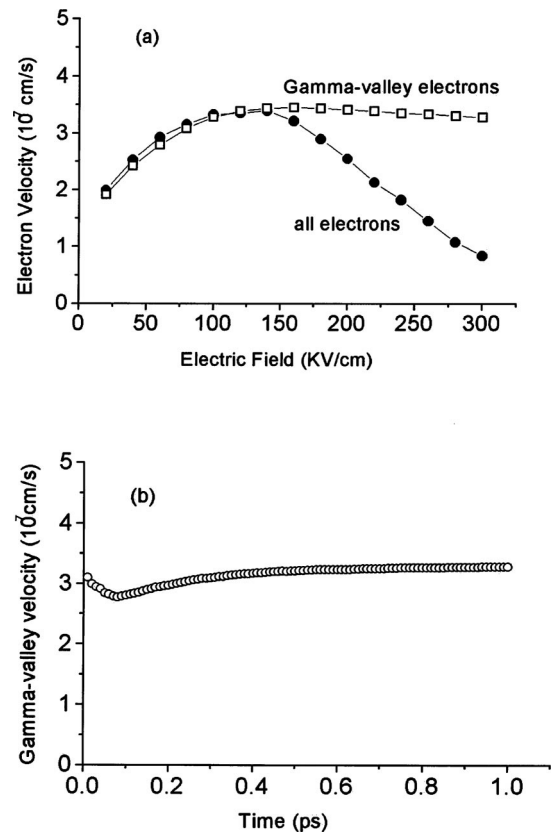 (a)
Gamma-valley electrons
all electrons
Electron Velocity (10⁷ cm/s)
5
4
3
2
1
0
0 50 100 150 200 250 300
Electric Field (KV/cm)
(b)
Gamma-valley velocity (10⁷cm/s)
5
4
3
2
1
0
0.0 0.2 0.4 0.6 0.8 1.0
Time (ps)